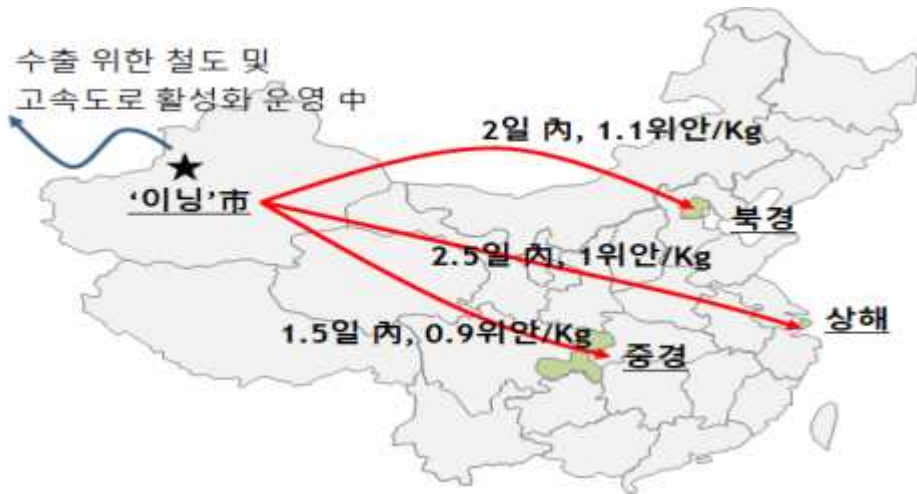 수출 위한 철도 및
고속도로 활성화 운영 中
2일 內, 1.1위안/Kg
‘이닝’市
북경
2.5일 內, 1위안/Kg
상해
1.5일 內, 0.9위안/Kg
중경